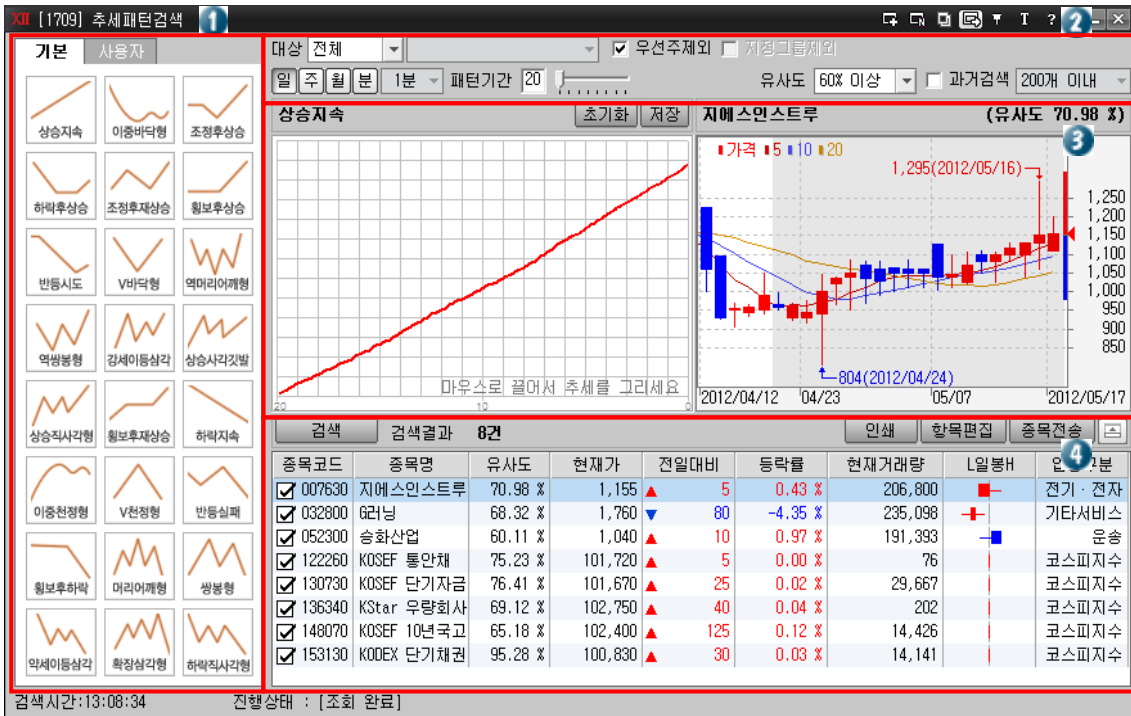 XII [1709] 추세패턴검색 1
T ? 2
기본 사용자
상승지속 이중바닥형 조정후상승
하락후상승 조정후재상승 횡보후상승
반등시도 V바닥형 역머리어깨형
역쌍봉형 강세이등삼각 상승사각깃발
상승직사각형 횡보후재상승 하락지속
이중천정형 V천정형 반등실패
횡보후하락 머리어깨형 쌍봉형
약세이등삼각 확장삼각형 하락직사각형
대상 전체 우선주제외 지정그룹제외
일 주 월 분 1분 패턴기간 20 유사도 60% 이상 과거검색 200개 이내
상승지속 초기화 저장
마우스로 끌어서 추세를 그리세요
20 10 0
지에스인스트루 (유사도 70.98 %)
3
가격 5 10 20
1,295(2012/05/16)
1,250
1,200
1,150
1,100
1,050
1,000
950
900
850
804(2012/04/24)
2012/04/12 04/23 05/07 2012/05/17
검색 검색결과 8건 인쇄 항목편집 종목전송
4
종목코드 종목명 유사도 현재가 전일대비 등락률 현재거래량 L일봉H 구분
007630 지에스인스트루 70.98 % 1,155 ▲ 5 0.43 % 206,800 전기·전자
032800 G러닝 68.32 % 1,760 ▼ 80 -4.35 % 235,098 기타서비스
052300 승화산업 60.11 % 1,040 ▲ 10 0.97 % 191,393 운송
122260 KOSEF 통안채 75.23 % 101,720 ▲ 5 0.00 % 76 코스피지수
130730 KOSEF 단기자금 76.41 % 101,670 ▲ 25 0.02 % 29,667 코스피지수
136340 KStar 우량회사 69.12 % 102,750 ▲ 40 0.04 % 202 코스피지수
148070 KOSEF 10년국고 65.18 % 102,400 ▲ 125 0.12 % 14,426 코스피지수
153130 KODEX 단기채권 95.28 % 100,830 ▲ 30 0.03 % 14,141 코스피지수
검색시간:13:08:34 진행상태 : [조회 완료]